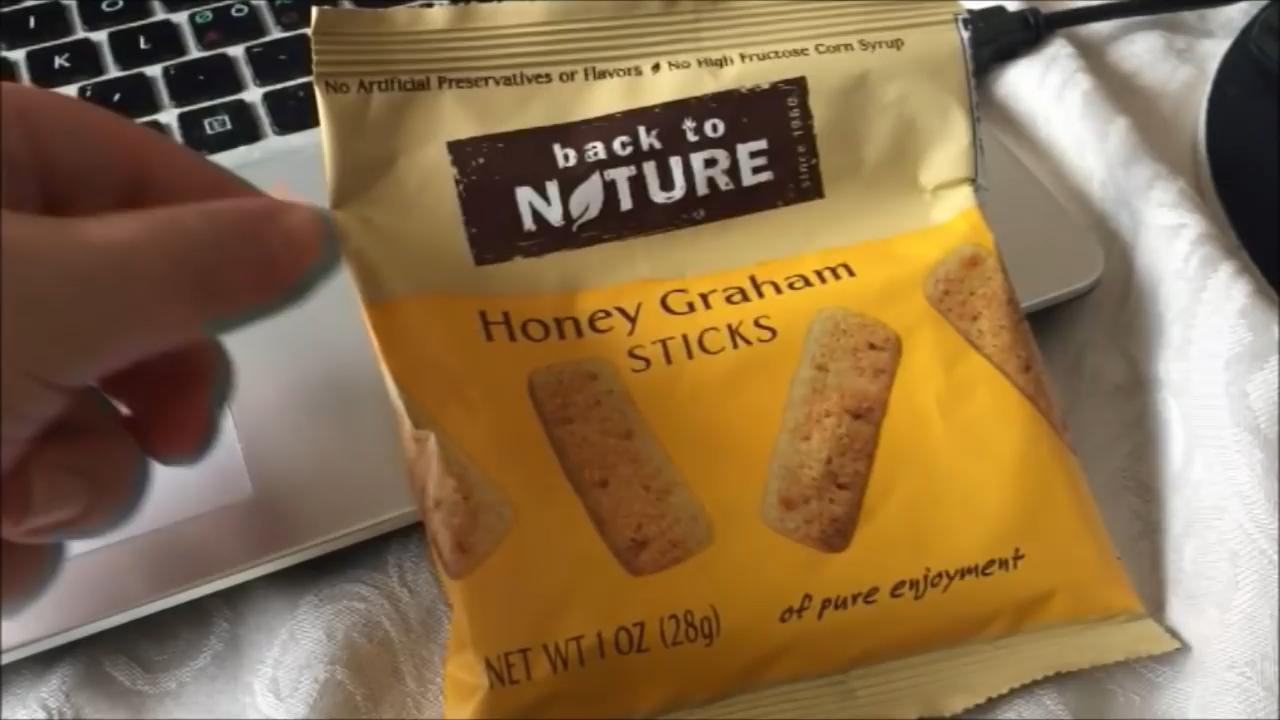 I O
K L
No Artificial Preservatives or Flavors No High Fructose Corn Syrup
back to
NATURE
since 1960
Honey Graham
STICKS
of pure enjoyment
NET WT 1 OZ (28g)